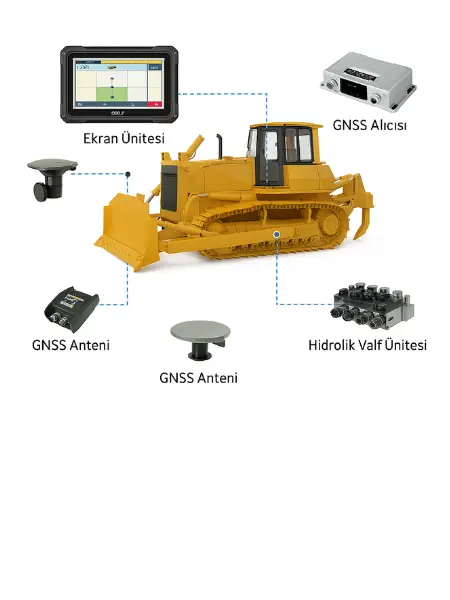 Ekran Ünitesi
GNSS Alıcısı
GNSS Anteni
Hidrolik Valf Ünitesi
GNSS Anteni